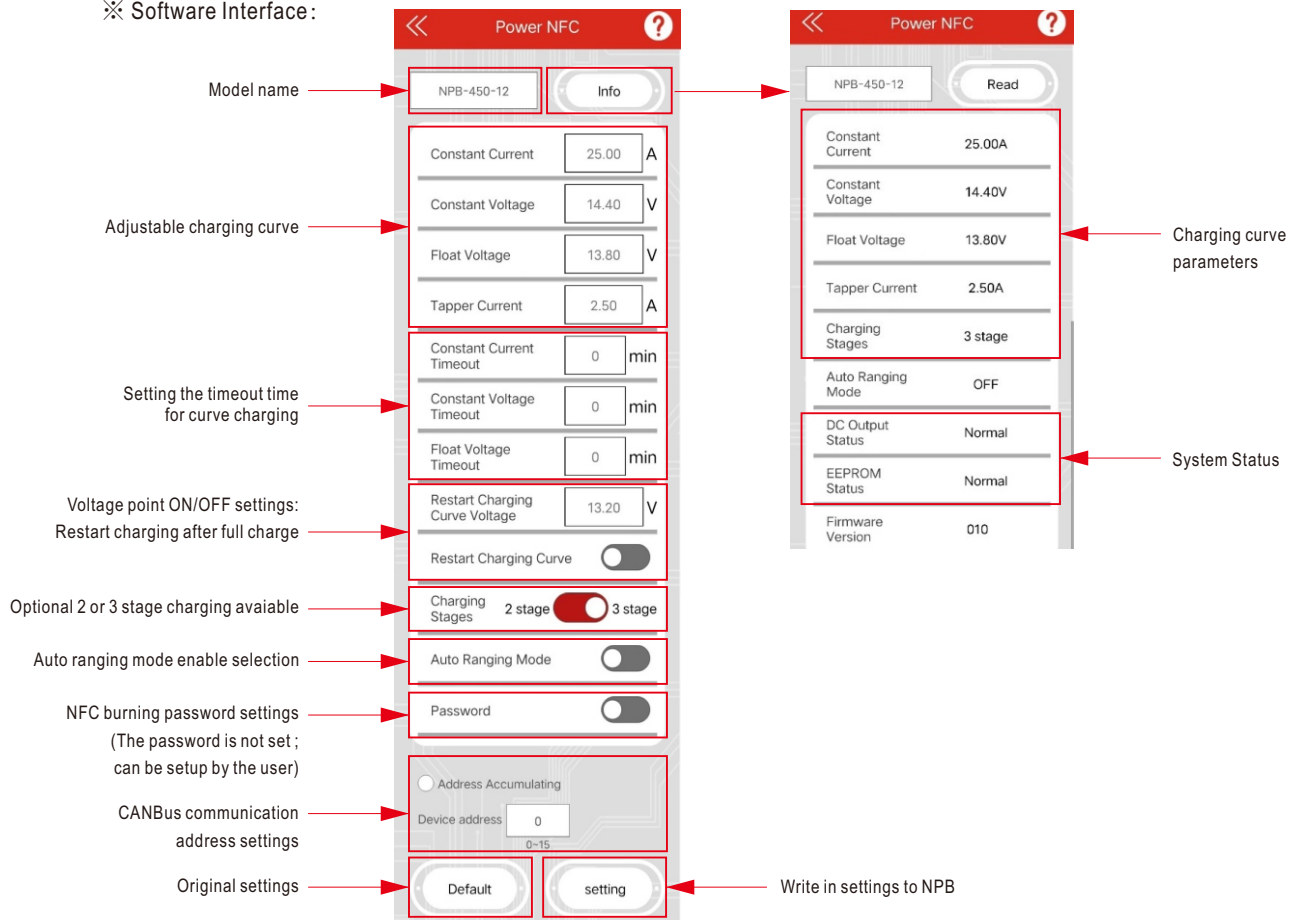 ※ Software Interface:
Model name
Adjustable charging curve
Setting the timeout time
for curve charging
Voltage point ON/OFF settings:
Restart charging after full charge
Optional 2 or 3 stage charging avaiable
Auto ranging mode enable selection
NFC burning password settings
(The password is not set ;
can be setup by the user)
CANBus communication
address settings
Original settings
Power NFC ?
NPB-450-12 Info
Constant Current 25.00 A
Constant Voltage 14.40 V
Float Voltage 13.80 V
Tapper Current 2.50 A
Constant Current
Timeout 0 min
Constant Voltage
Timeout 0 min
Float Voltage
Timeout 0 min
Restart Charging
Curve Voltage 13.20 V
Restart Charging Curve
Charging
Stages 2 stage 3 stage
Auto Ranging Mode
Password
Address Accumulating
Device address 0
0~15
Default setting
Write in settings to NPB
Power NFC ?
NPB-450-12 Read
Constant
Current 25.00A
Constant
Voltage 14.40V
Float Voltage 13.80V
Tapper Current 2.50A
Charging
Stages 3 stage
Auto Ranging
Mode OFF
DC Output
Status Normal
EEPROM
Status Normal
Firmware
Version 010
Charging curve
parameters
System Status